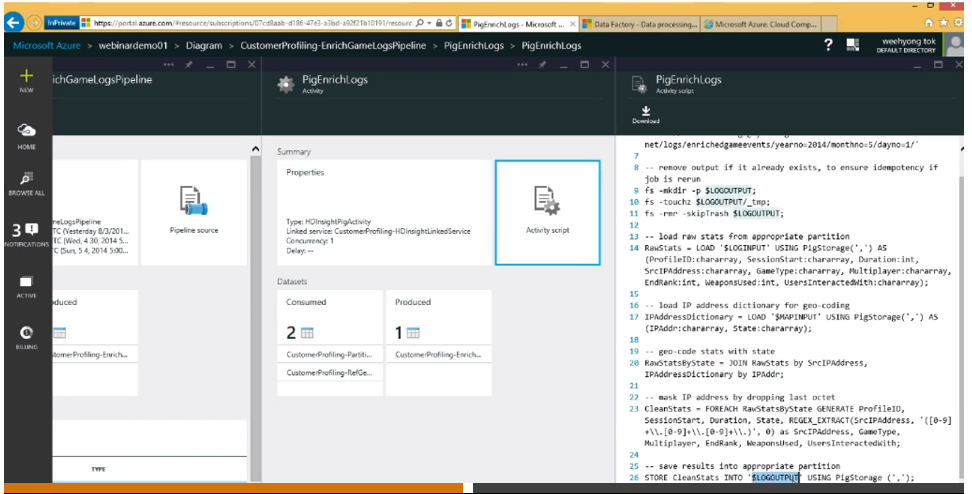 InPrivate
https://portal.azure.com/#resource/subscriptions/07cd8aab-d186-47e3-a3bd-a92f21b10191/resourc
PigEnrichLogs - Microsoft ...
Data Factory - Data processing...
Microsoft Azure: Cloud Comp...
Microsoft Azure > webinardemo01 > Diagram > CustomerProfiling-EnrichGameLogsPipeline > PigEnrichLogs > PigEnrichLogs
?
weehyong tok
DEFAULT DIRECTORY
NEW
HOME
BROWSE ALL
3
NOTIFICATIONS
ACTIVE
BILLING
ichGameLogsPipeline
Pipeline source
eLogsPipeline
TC (Yesterday 8/3/201...
TC (Wed, 4 30, 2014 5...
TC (Sun, 5 4, 2014 5:00...
duced
tomerProfiling-Enrich...
TYPE
PigEnrichLogs
Activity
Summary
Properties
Type: HDInsightPigActivity
Linked service: CustomerProfiling-HDInsightLinkedService
Concurrency: 1
Delay: --
Activity script
Datasets
Consumed
2
CustomerProfiling-Partiti...
CustomerProfiling-RefGe...
Produced
1
CustomerProfiling-Enrich...
PigEnrichLogs
Activity script
Download
net/logs/enrichedgameevents/yearno=2014/monthno=5/dayno=1/'
7
8 -- remove output if it already exists, to ensure idempotency if
job is rerun
9 fs -mkdir -p $LOGOUTPUT;
10 fs -touchz $LOGOUTPUT/_tmp;
11 fs -rmr -skipTrash $LOGOUTPUT;
12
13 -- load raw stats from appropriate partition
14 RawStats = LOAD '$LOGINPUT' USING PigStorage(',') AS
(ProfileID:chararray, SessionStart:chararray, Duration:int,
SrcIPAddress:chararray, GameType:chararray, Multiplayer:chararray,
EndRank:int, WeaponsUsed:int, UsersInteractedWith:chararray);
15
16 -- load IP address dictionary for geo-coding
17 IPAddressDictionary = LOAD '$MAPINPUT' USING PigStorage(',') AS
(IPAddr:chararray, State:chararray);
18
19 -- geo-code stats with state
20 RawStatsByState = JOIN RawStats by SrcIPAddress,
IPAddressDictionary by IPAddr;
21
22 -- mask IP address by dropping last octet
23 CleanStats = FOREACH RawStatsByState GENERATE ProfileID,
SessionStart, Duration, State, REGEX_EXTRACT(SrcIPAddress, '([0-9]
+\\.[0-9]+\\.[0-9]+\\.)', 0) as SrcIPAddress, GameType,
Multiplayer, EndRank, WeaponsUsed, UsersInteractedWith;
24
25 -- save results into appropriate partition
26 STORE CleanStats INTO '$LOGOUTPUT' USING PigStorage (',');